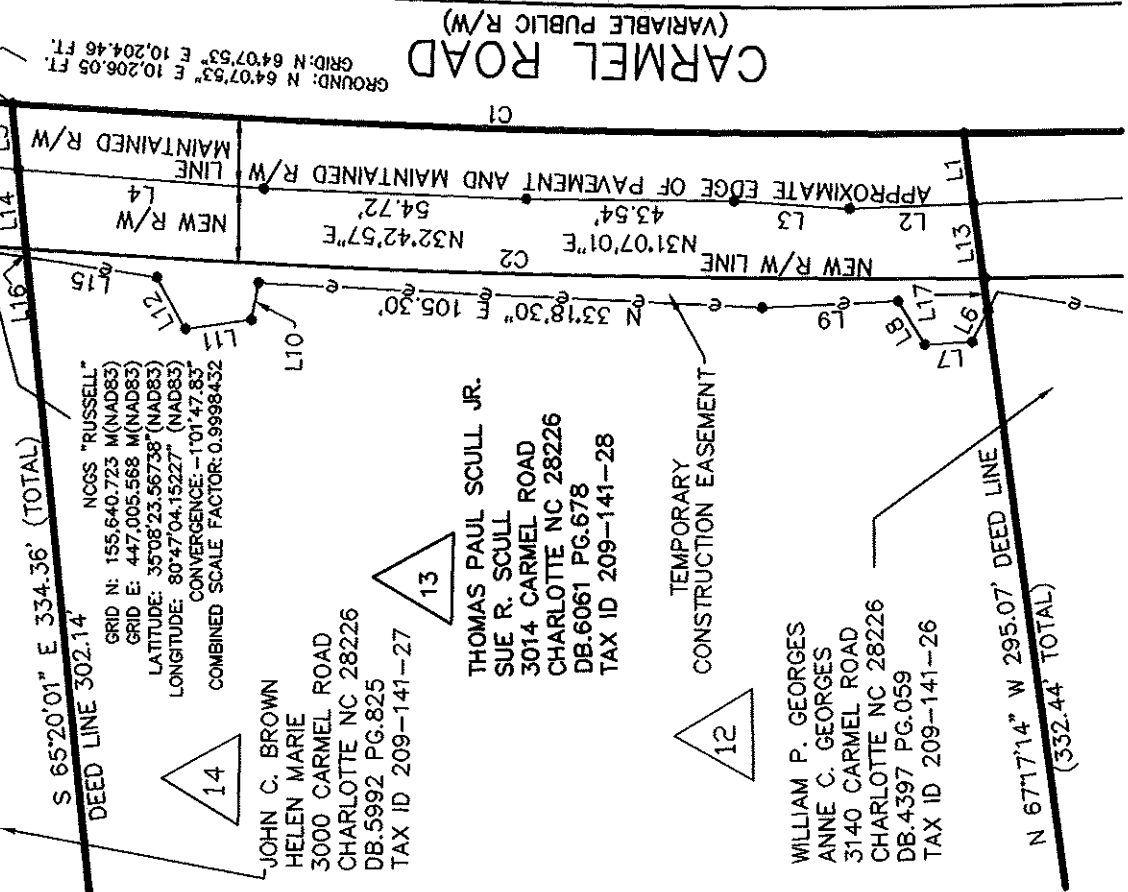 CARMEL ROAD
(VARIABLE PUBLIC R/W)
GROUND: N 64°07'53" E 10,206.05 FT.
GRID: N 64°07'53" E 10,204.46 FT.
C1
MAINTAINED R/W
LINE
L14
L4
NEW R/W
APPROXIMATE EDGE OF PAVEMENT AND MAINTAINED R/W
54.72'
N32°42'57"E
43.54'
N31°07'01"E
L3
L2
L1
L13
C2
NEW R/W LINE
L16
L15
L12
L11
L10
N 33°18'30" E 105.30'
e
e
e
e
e
e
e
L9
L8
L17
L7
L6
S 65°20'01" E 334.36' (TOTAL)
DEED LINE 302.14'
NCGS "RUSSELL"
GRID N: 155,640.723 M(NAD83)
GRID E: 447,005.568 M(NAD83)
LATITUDE: 35°08'23.56738"(NAD83)
LONGITUDE: 80°47'04.15227" (NAD83)
CONVERGENCE:-1°01'47.83"
COMBINED SCALE FACTOR:0.9998432
14
JOHN C. BROWN
HELEN MARIE
3000 CARMEL ROAD
CHARLOTTE NC 28226
DB.5992 PG.825
TAX ID 209-141-27
13
THOMAS PAUL SCULL JR.
SUE R. SCULL
3014 CARMEL ROAD
CHARLOTTE NC 28226
DB.6061 PG.678
TAX ID 209-141-28
TEMPORARY
CONSTRUCTION EASEMENT
12
WILLIAM P. GEORGES
ANNE C. GEORGES
3140 CARMEL ROAD
CHARLOTTE NC 28226
DB.4397 PG.059
TAX ID 209-141-26
N 67°17'14" W 295.07' DEED LINE
(332.44' TOTAL)